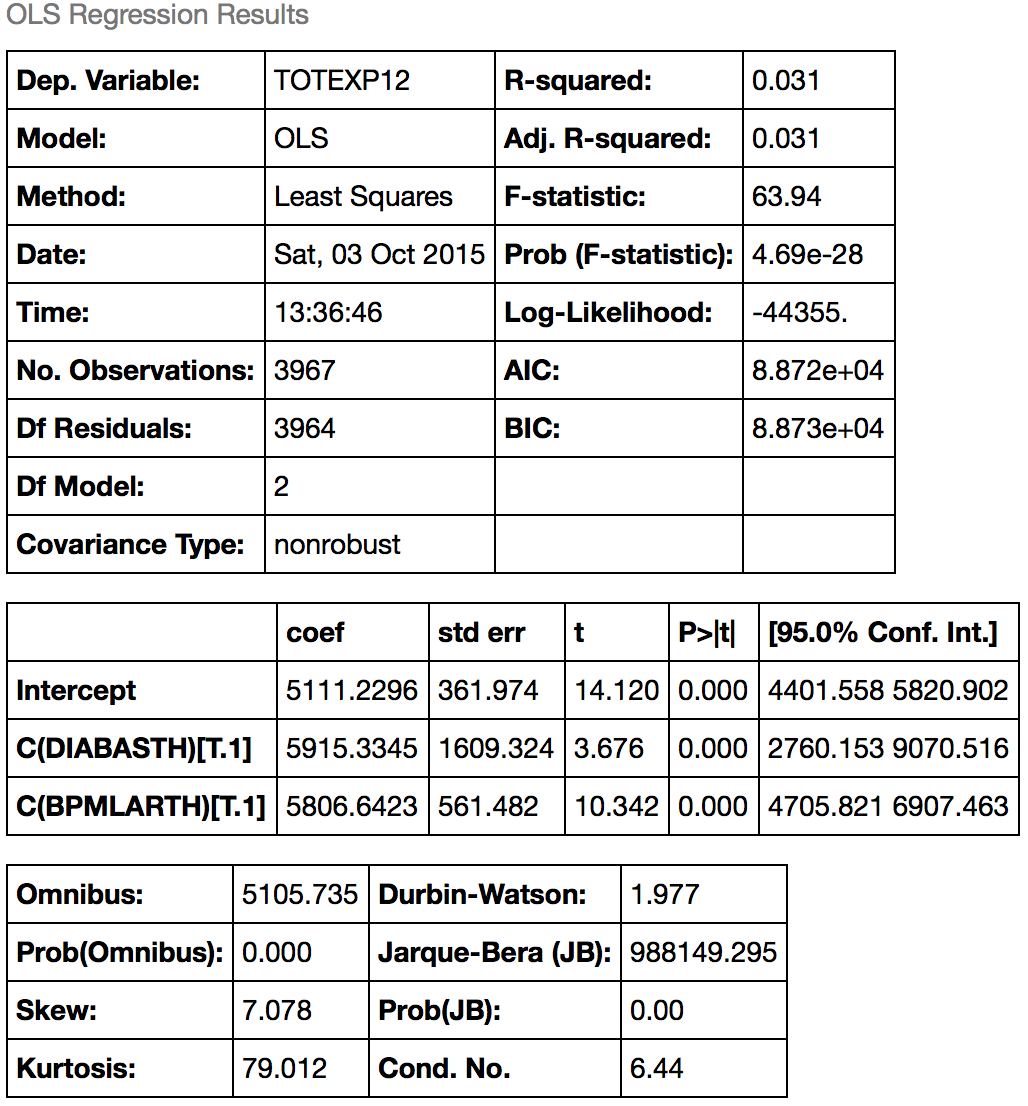 OLS Regression Results
Dep. Variable: TOTEXP12 R-squared: 0.031
Model: OLS Adj. R-squared: 0.031
Method: Least Squares F-statistic: 63.94
Date: Sat, 03 Oct 2015 Prob (F-statistic): 4.69e-28
Time: 13:36:46 Log-Likelihood: -44355.
No. Observations: 3967 AIC: 8.872e+04
Df Residuals: 3964 BIC: 8.873e+04
Df Model: 2
Covariance Type: nonrobust
coef std err t P>|t| [95.0% Conf. Int.]
Intercept 5111.2296 361.974 14.120 0.000 4401.558 5820.902
C(DIABASTH)[T.1] 5915.3345 1609.324 3.676 0.000 2760.153 9070.516
C(BPMLARTH)[T.1] 5806.6423 561.482 10.342 0.000 4705.821 6907.463
Omnibus: 5105.735 Durbin-Watson: 1.977
Prob(Omnibus): 0.000 Jarque-Bera (JB): 988149.295
Skew: 7.078 Prob(JB): 0.00
Kurtosis: 79.012 Cond. No. 6.44